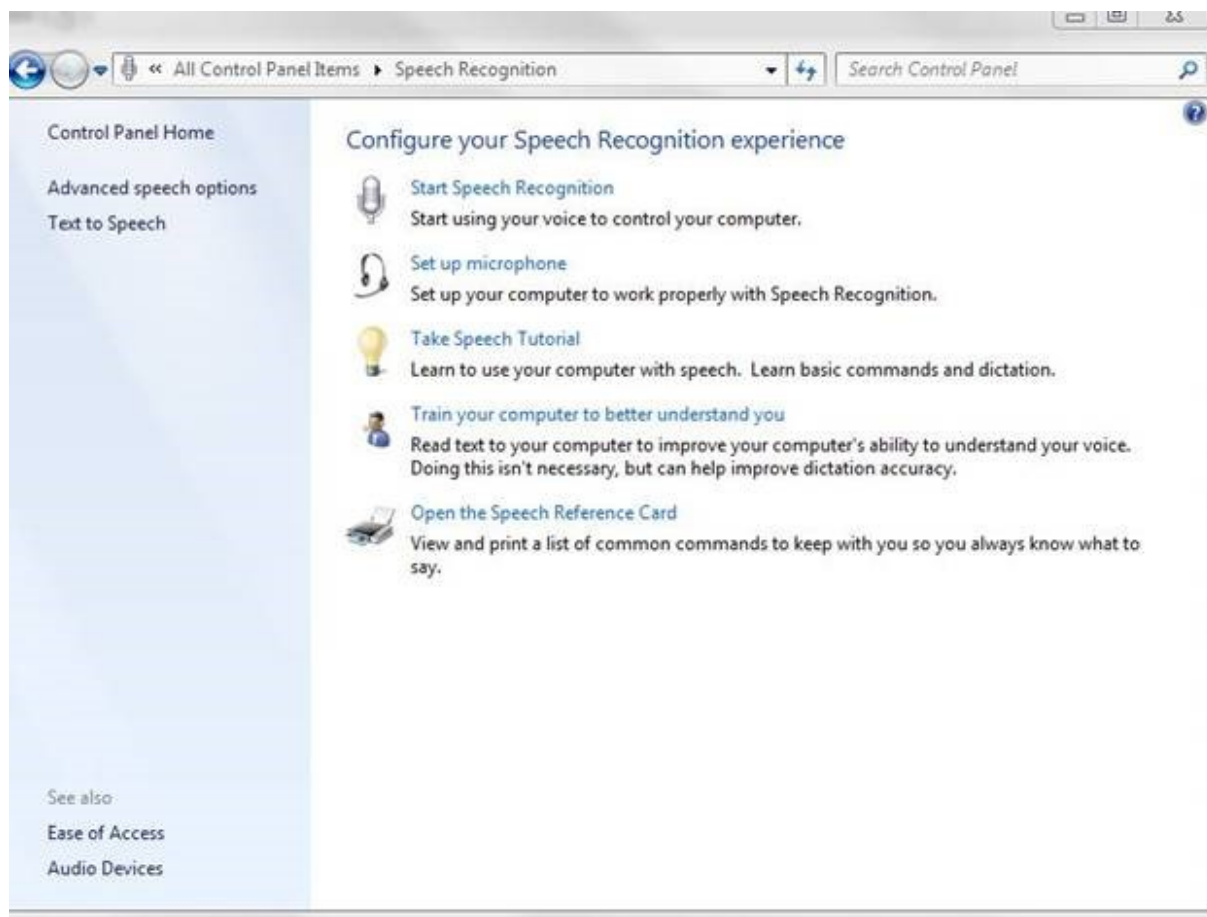 « All Control Panel Items ▸ Speech Recognition
Search Control Panel
Control Panel Home
Advanced speech options
Text to Speech
See also
Ease of Access
Audio Devices
Configure your Speech Recognition experience
Start Speech Recognition
Start using your voice to control your computer.
Set up microphone
Set up your computer to work properly with Speech Recognition.
Take Speech Tutorial
Learn to use your computer with speech. Learn basic commands and dictation.
Train your computer to better understand you
Read text to your computer to improve your computer's ability to understand your voice.
Doing this isn't necessary, but can help improve dictation accuracy.
Open the Speech Reference Card
View and print a list of common commands to keep with you so you always know what to
say.